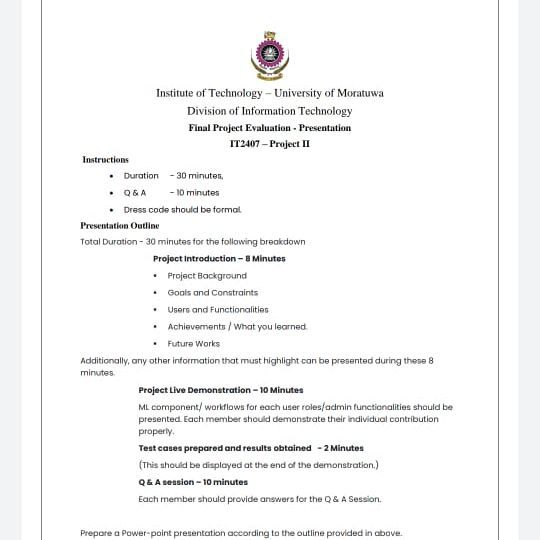 Institute of Technology – University of Moratuwa
Division of Information Technology
Final Project Evaluation - Presentation
IT2407 – Project II
Instructions
• Duration - 30 minutes,
• Q & A - 10 minutes
• Dress code should be formal.
Presentation Outline
Total Duration - 30 minutes for the following breakdown
Project Introduction – 8 Minutes
• Project Background
• Goals and Constraints
• Users and Functionalities
• Achievements / What you learned.
• Future Works
Additionally, any other information that must highlight can be presented during these 8
minutes.
Project Live Demonstration – 10 Minutes
ML component/ workflows for each user roles/admin functionalities should be
presented. Each member should demonstrate their individual contribution
properly.
Test cases prepared and results obtained - 2 Minutes
(This should be displayed at the end of the demonstration.)
Q & A session – 10 minutes
Each member should provide answers for the Q & A Session.
Prepare a Power-point presentation according to the outline provided in above.